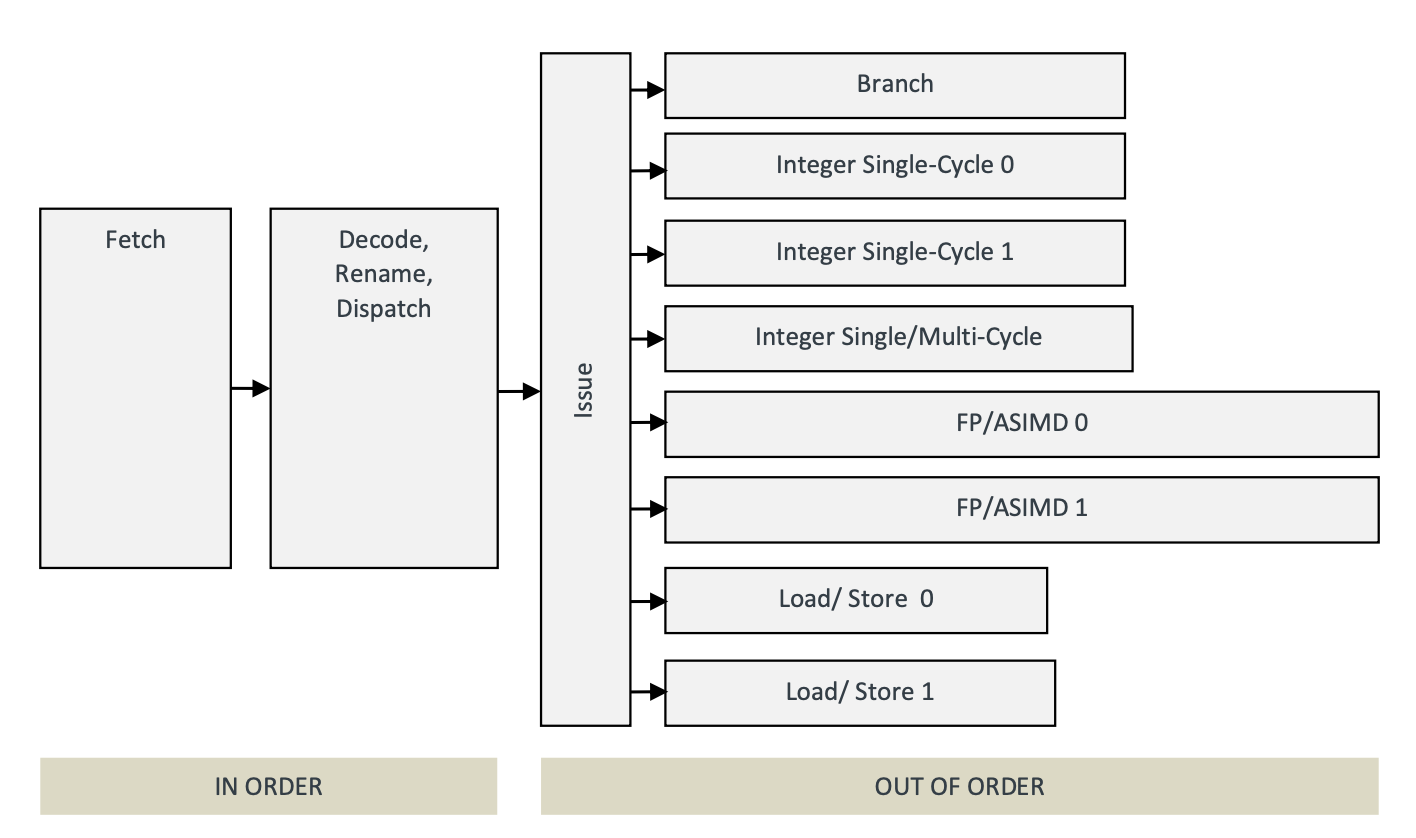 Fetch
Decode,
Rename,
Dispatch
Issue
Branch
Integer Single-Cycle 0
Integer Single-Cycle 1
Integer Single/Multi-Cycle
FP/ASIMD 0
FP/ASIMD 1
Load/ Store  0
Load/ Store 1
IN ORDER
OUT OF ORDER